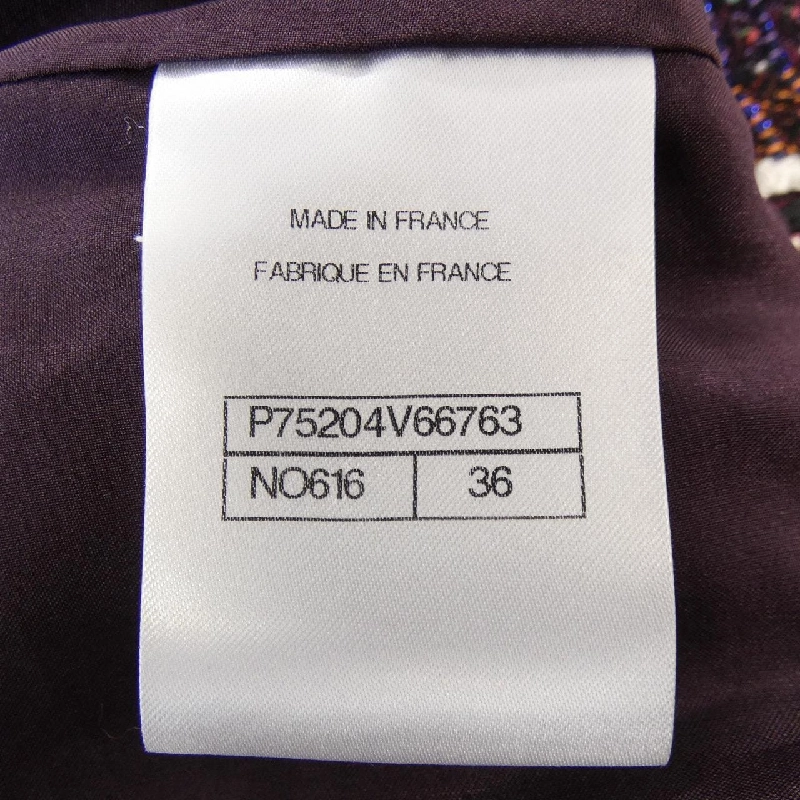 MADE IN FRANCE
FABRIQUE EN FRANCE
P75204V66763
NO616 36